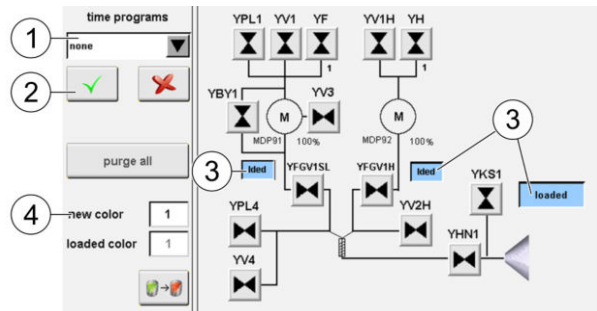 time programs
1
none
2
purge all
4
new color 1
loaded color 1
YPL1 YV1 YF YV1H YH
1 1
YBY1 YV3
M M
MDP91 100% MDP92 100%
3 lded lded 3
YFGV1SL YFGV1H YKS1
loaded
YPL4 YV2H
YHN1
YV4